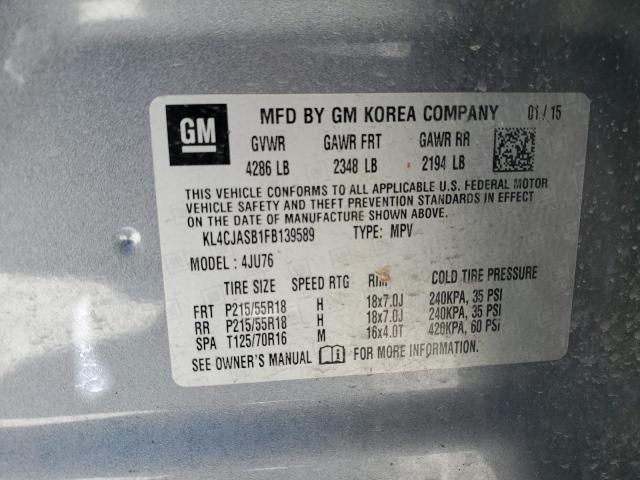 GM
MFD BY GM KOREA COMPANY 01/15
GVWR GAWR FRT GAWR RR
4286 LB 2348 LB 2194 LB
THIS VEHICLE CONFORMS TO ALL APPLICABLE U.S. FEDERAL MOTOR
VEHICLE SAFETY AND THEFT PREVENTION STANDARDS IN EFFECT
ON THE DATE OF MANUFACTURE SHOWN ABOVE.
KL4CJASB1FB139589 TYPE: MPV
MODEL: 4JU76
TIRE SIZE SPEED RTG RIM COLD TIRE PRESSURE
FRT P215/55R18 H 18x7.0J 240KPA, 35 PSI
RR P215/55R18 H 18x7.0J 240KPA, 35 PSI
SPA T125/70R16 M 16x4.0T 420KPA, 60 PSI
SEE OWNER'S MANUAL FOR MORE INFORMATION.